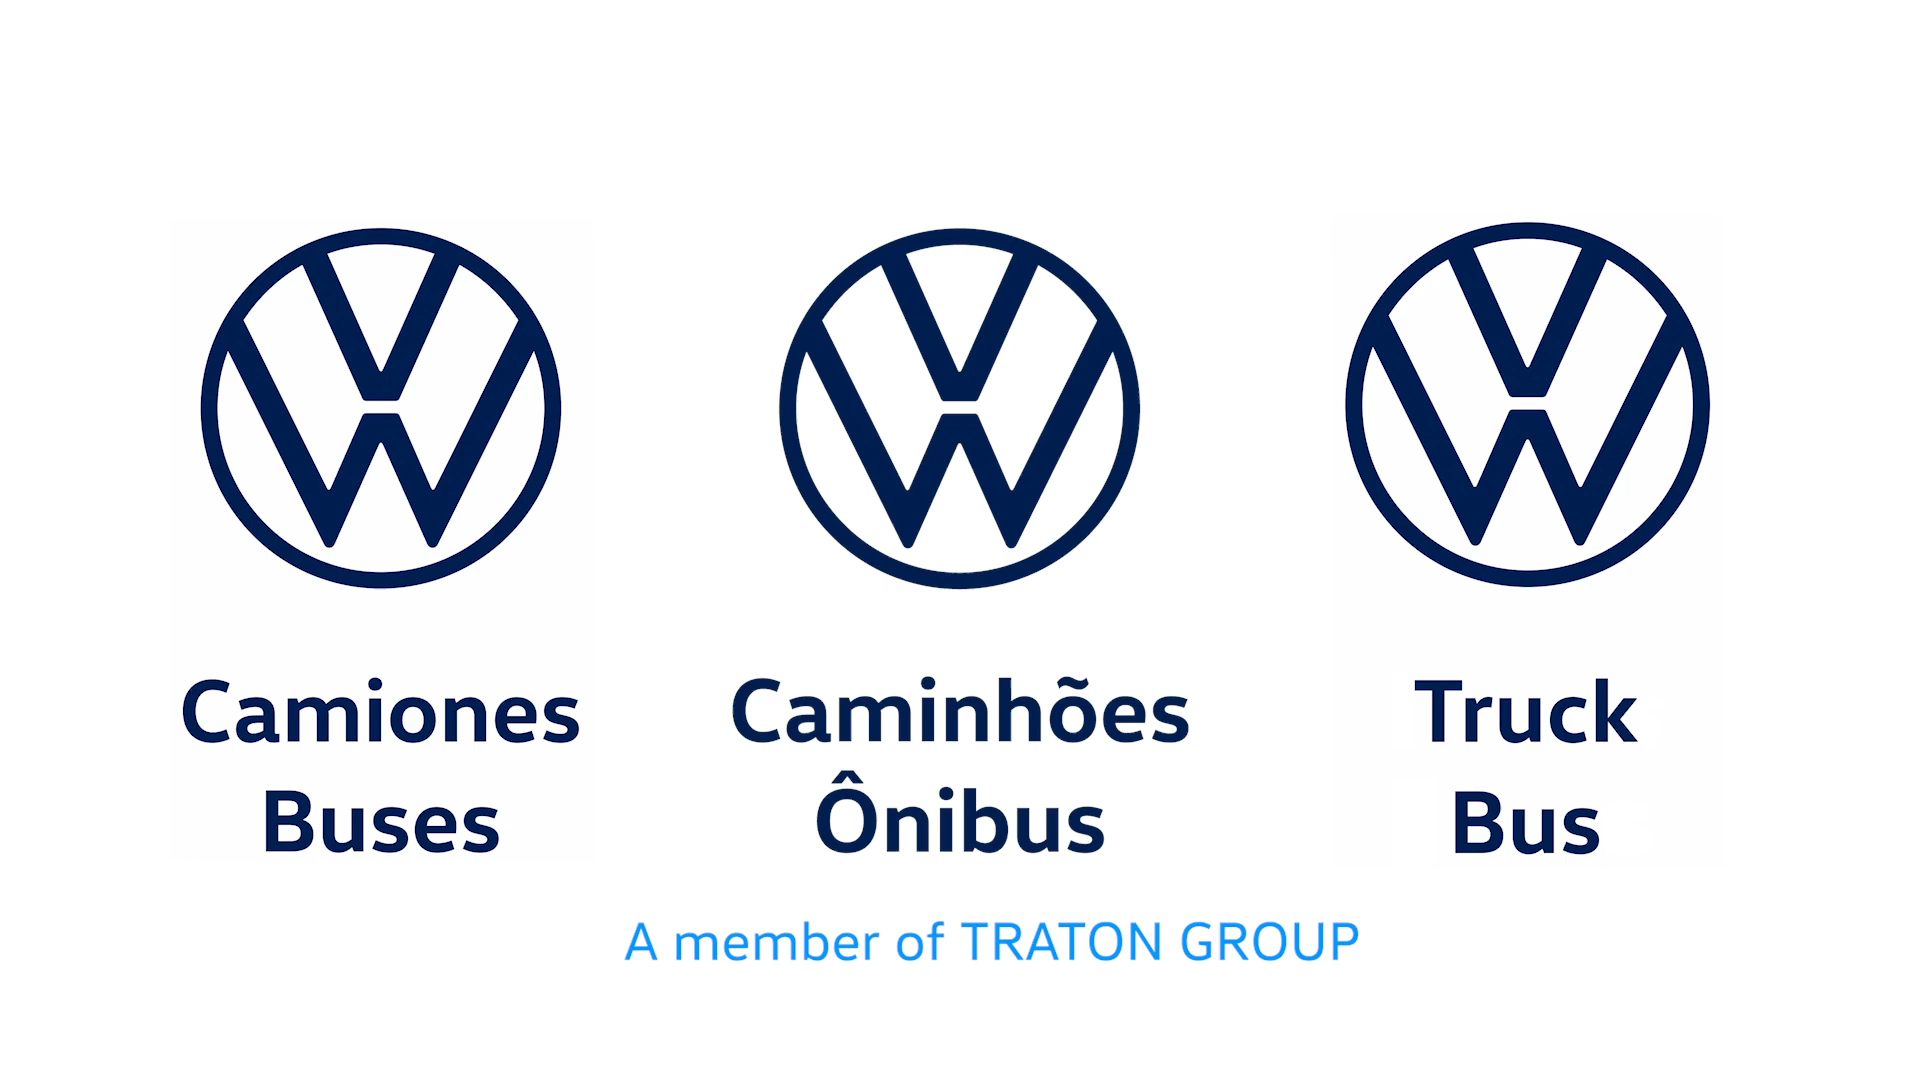 Camiones
Buses
Caminhões
Ônibus
Truck
Bus
A member of TRATON GROUP